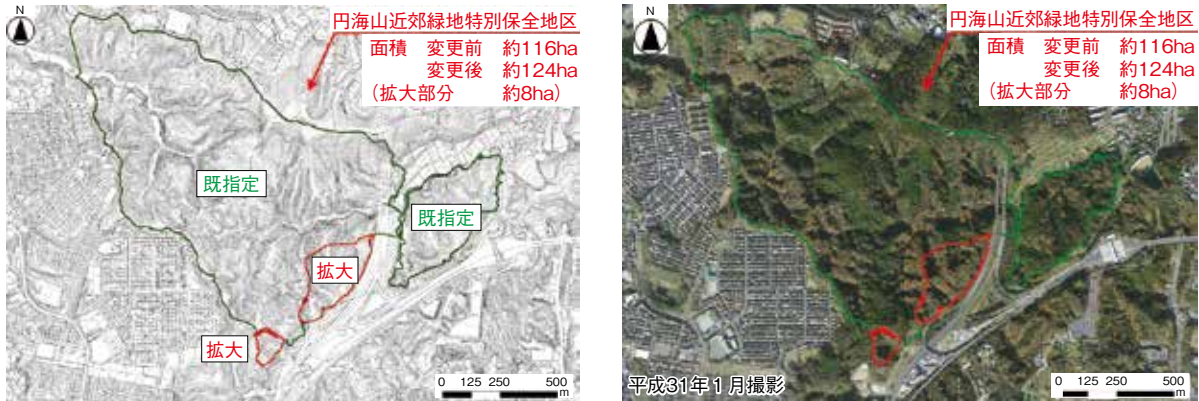 N
円海山近郊緑地特別保全地区
面積 変更前 約116ha
変更後 約124ha
(拡大部分 約8ha)
既指定
既指定
拡大
拡大
0 125 250 500
m
N
円海山近郊緑地特別保全地区
面積 変更前 約116ha
変更後 約124ha
(拡大部分 約8ha)
平成31年1月撮影
0 125 250 500
m